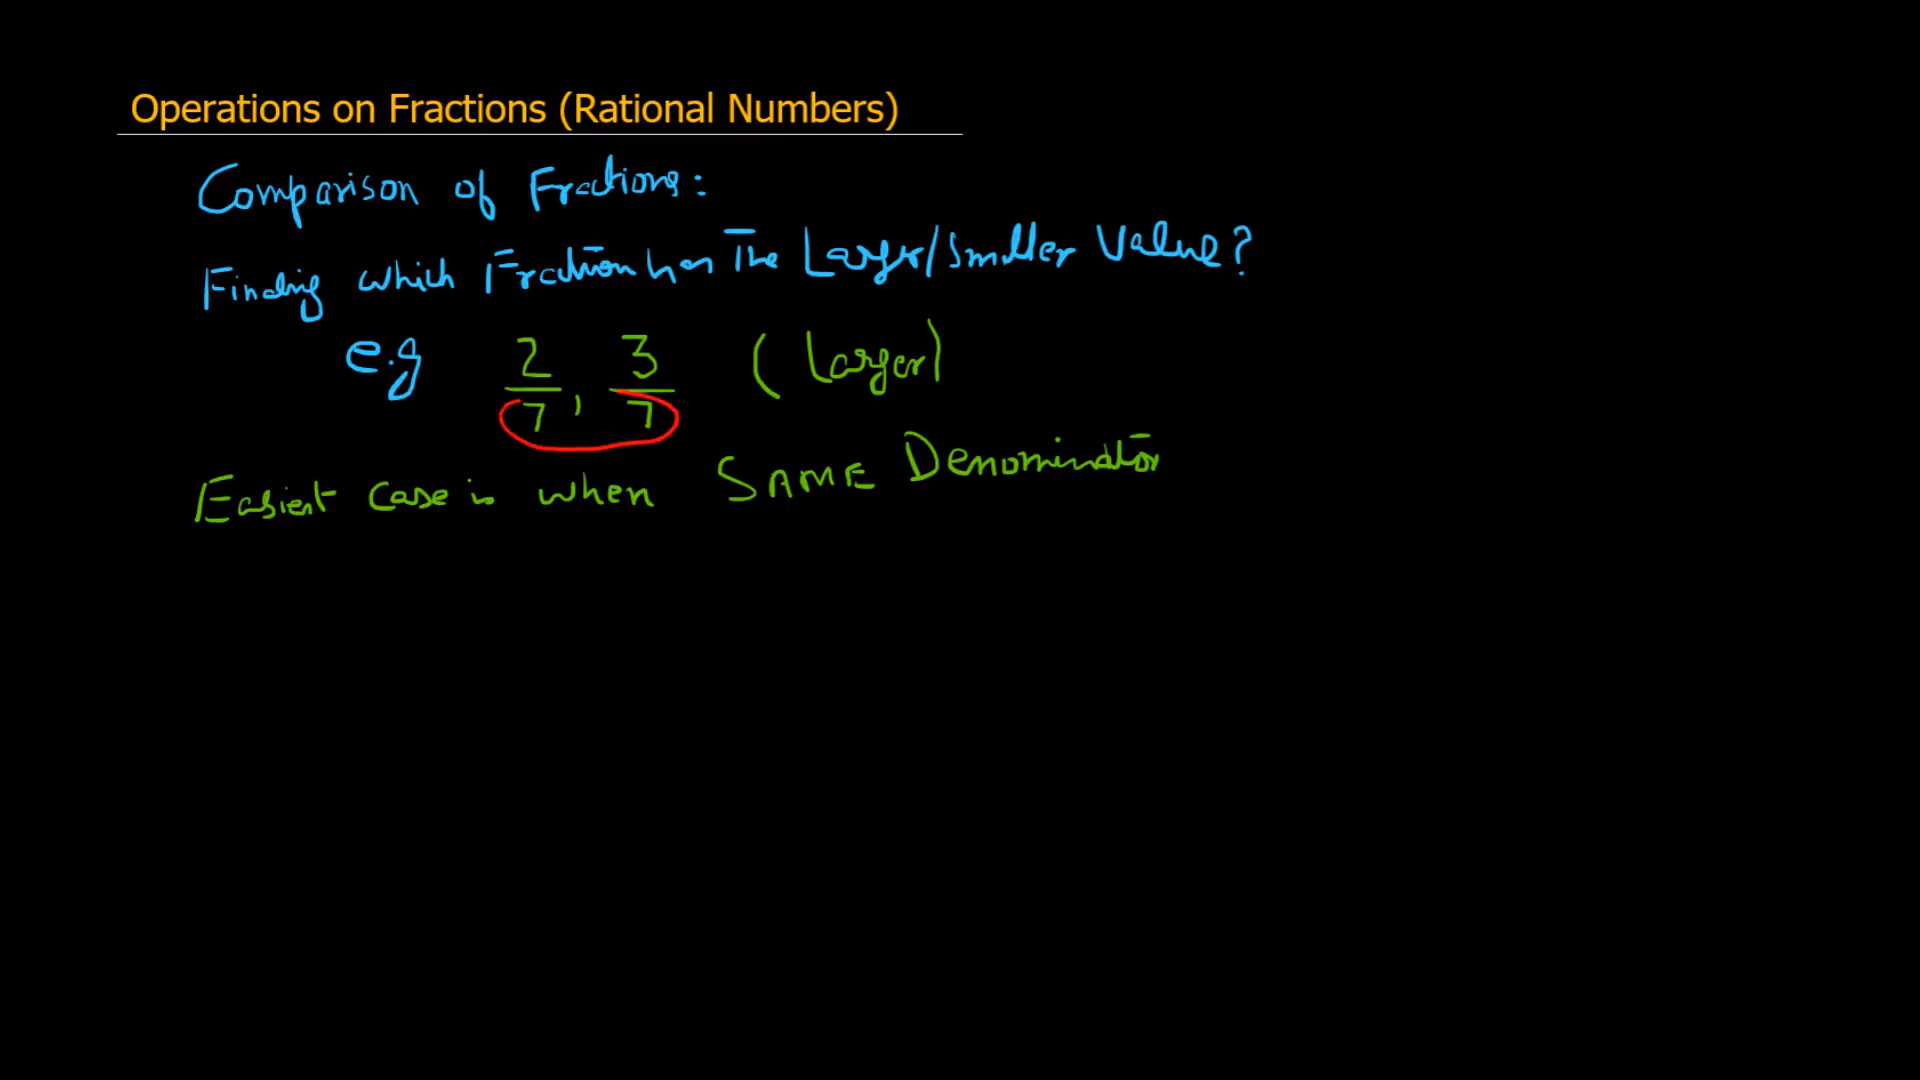 Operations on Fractions (Rational Numbers)
Comparison of Fractions:
Finding which Fraction has The Larger/Smaller Value?
e.g 2/7, 3/7 (Larger)
Easiest case is when SAME Denominator